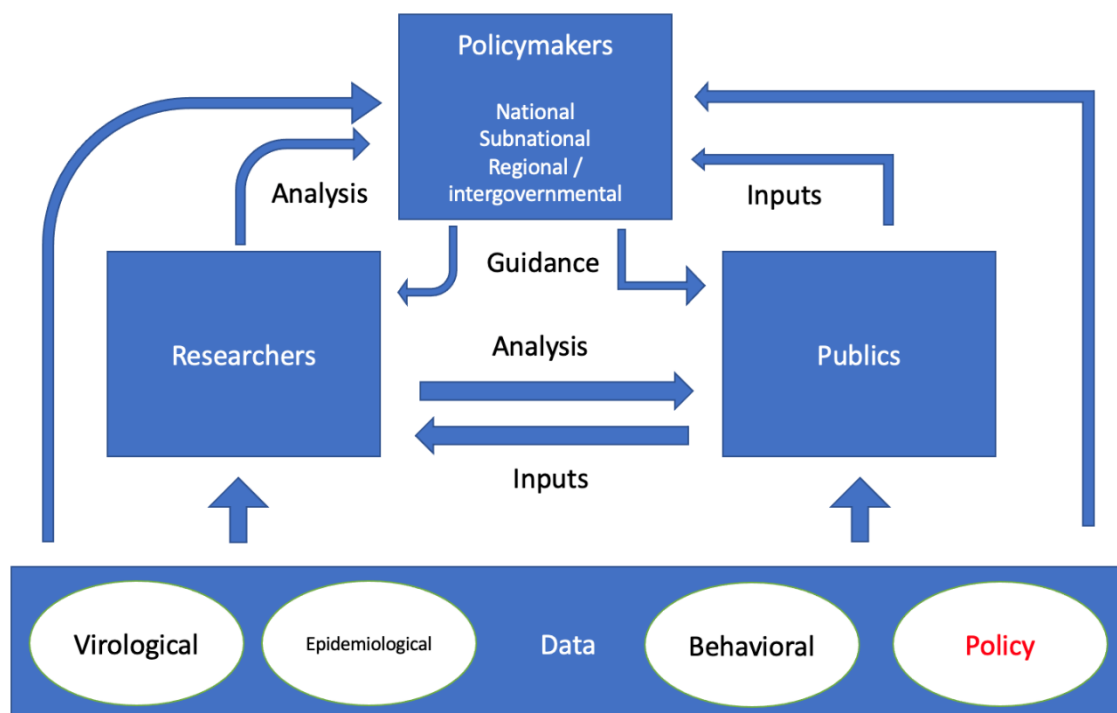 Policymakers
National
Subnational
Regional /
intergovernmental
Analysis
Inputs
Guidance
Researchers
Analysis
Publics
Inputs
Virological
Epidemiological
Data
Behavioral
Policy